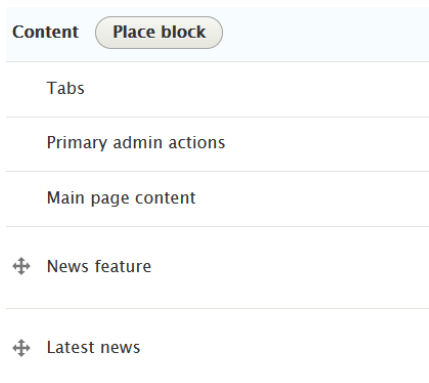 Content Place block
Tabs
Primary admin actions
Main page content
News feature
Latest news